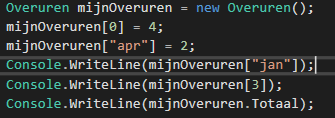 Overuren mijnOveruren = new Overuren();
mijnOveruren[0] = 4;
mijnOveruren["apr"] = 2;
Console.WriteLine(mijnOveruren["jan"]);
Console.WriteLine(mijnOveruren[3]);
Console.WriteLine(mijnOveruren.Totaal);